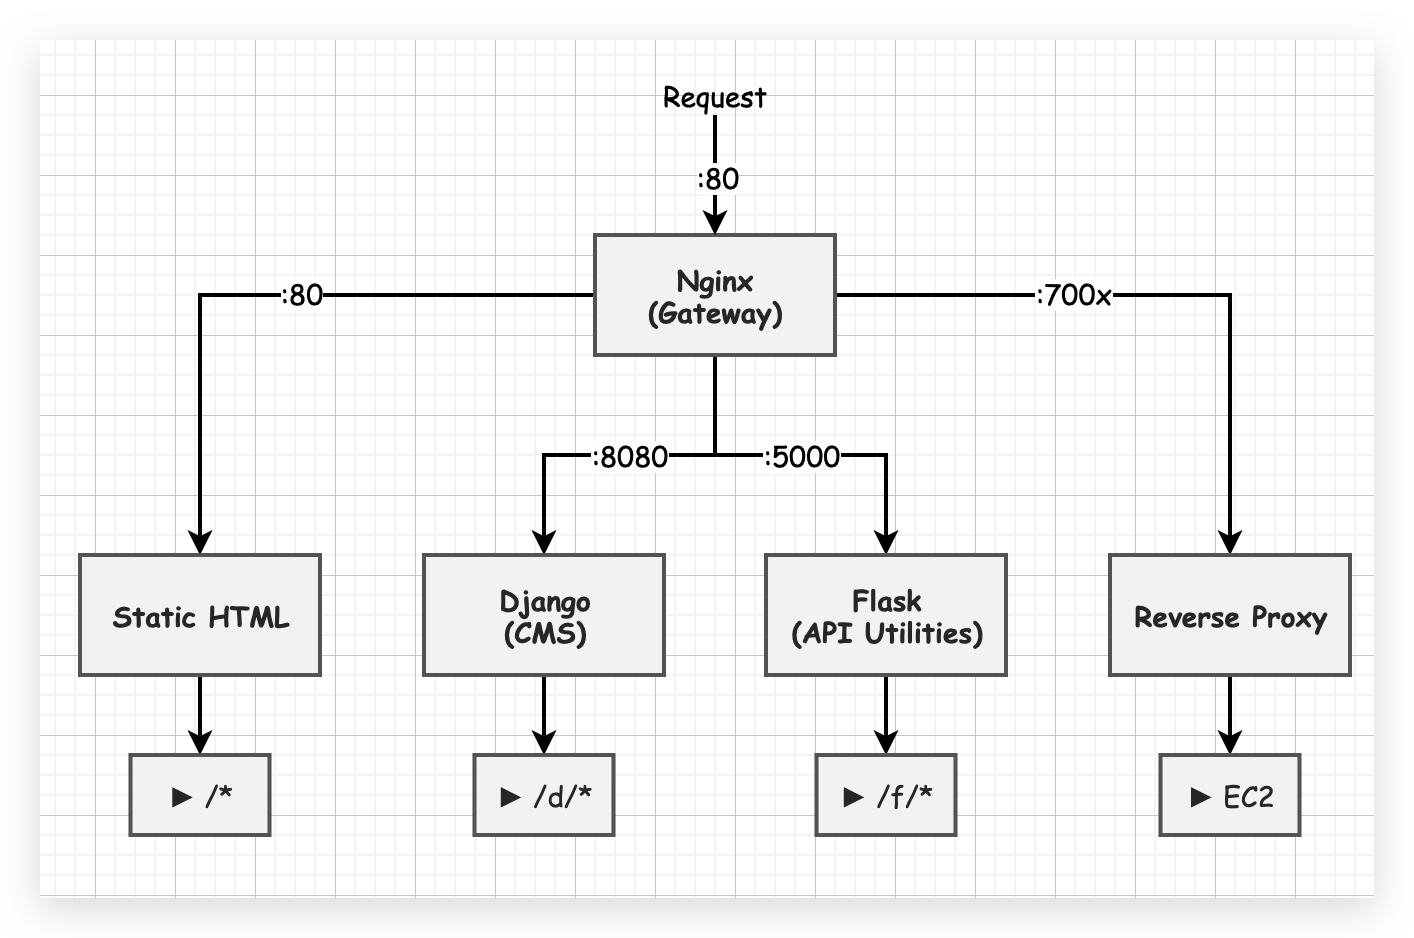 Request
:80
Nginx
(Gateway)
:80
:700x
:8080
:5000
Static HTML
Django
(CMS)
Flask
(API Utilities)
Reverse Proxy
▶ /*
▶ /d/*
▶ /f/*
▶ EC2